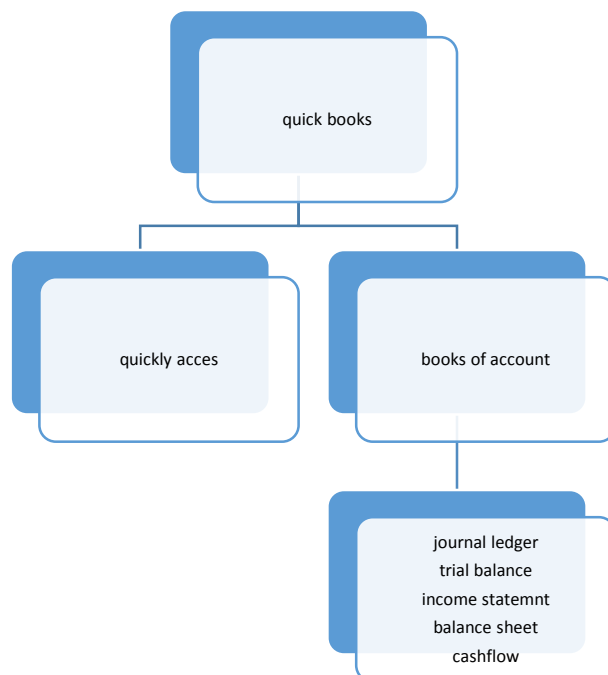 quick books
quickly acces
books of account
journal ledger
trial balance
income statemnt
balance sheet
cashflow